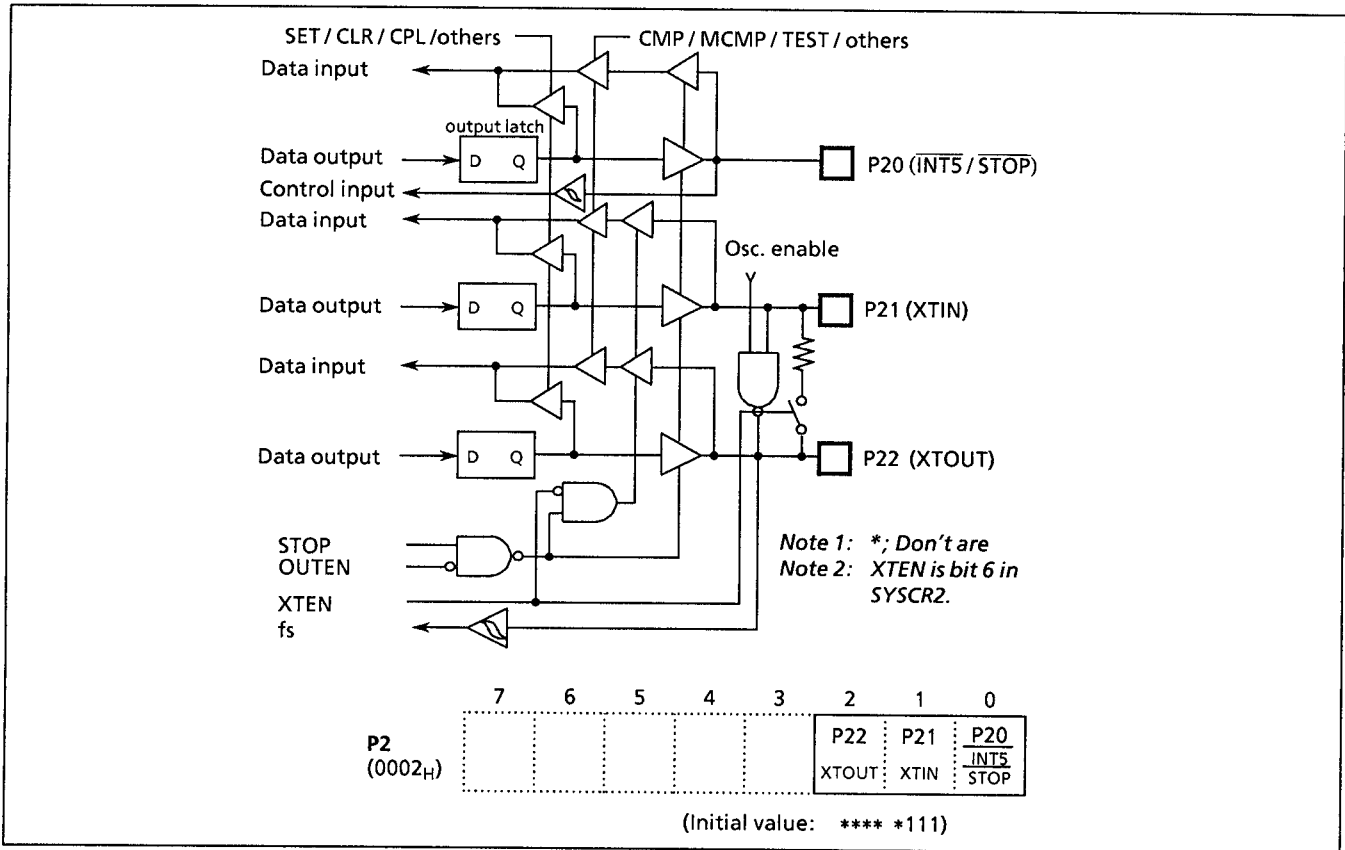 SET / CLR / CPL /others
CMP / MCMP / TEST / others
Data input
output latch
Data output
D Q
P20 (INT5 / STOP)
Control input
Data input
Osc. enable
Data output
D Q
P21 (XTIN)
Data input
Data output
D Q
P22 (XTOUT)
STOP
OUTEN
XTEN
fs
Note 1: *; Don't are
Note 2: XTEN is bit 6 in
SYSCR2.
7 6 5 4 3 2 1 0
P2
(0002H)
P22 P21 P20
XTOUT XTIN INT5
STOP
(Initial value: **** *111)